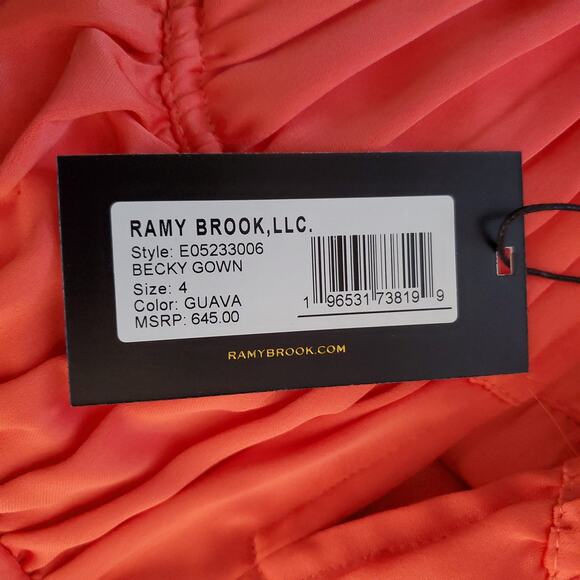 RAMY BROOK,LLC.
Style: E05233006
BECKY GOWN
Size: 4
Color: GUAVA
MSRP: 645.00
1 96531 73819 9
RAMYBROOK.COM